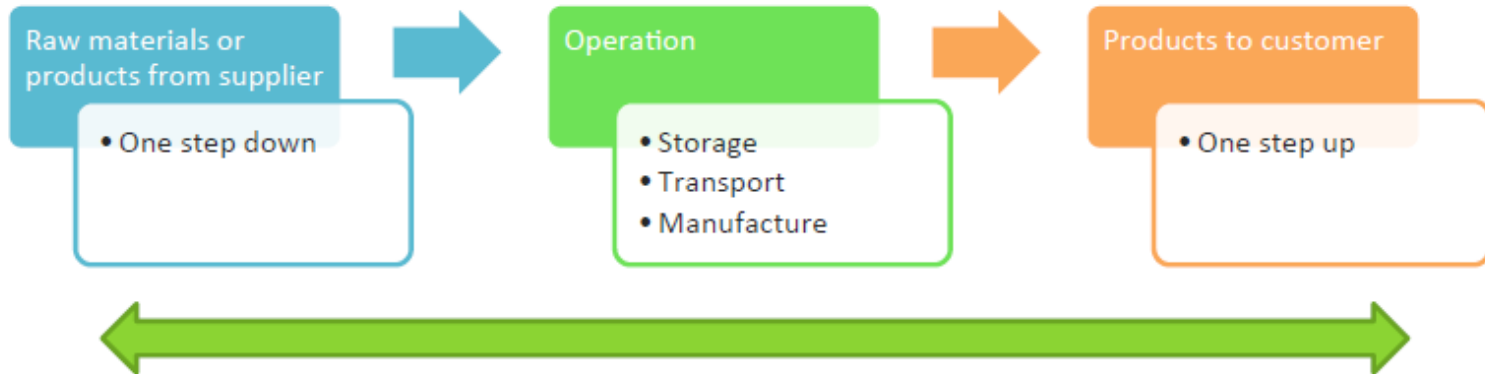 Raw materials or
products from supplier
• One step down
Operation
• Storage
• Transport
• Manufacture
Products to customer
• One step up